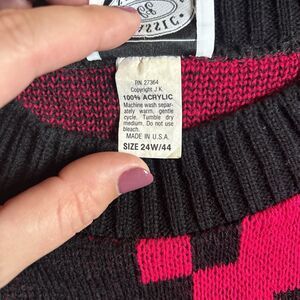 CLASSIC
RN 27364
Copyright J.K.
100% ACRYLIC
Machine wash separ-
ately warm, gentle
cycle. Tumble dry
medium. Do not use
bleach.
MADE IN U.S.A.
SIZE 24W/44